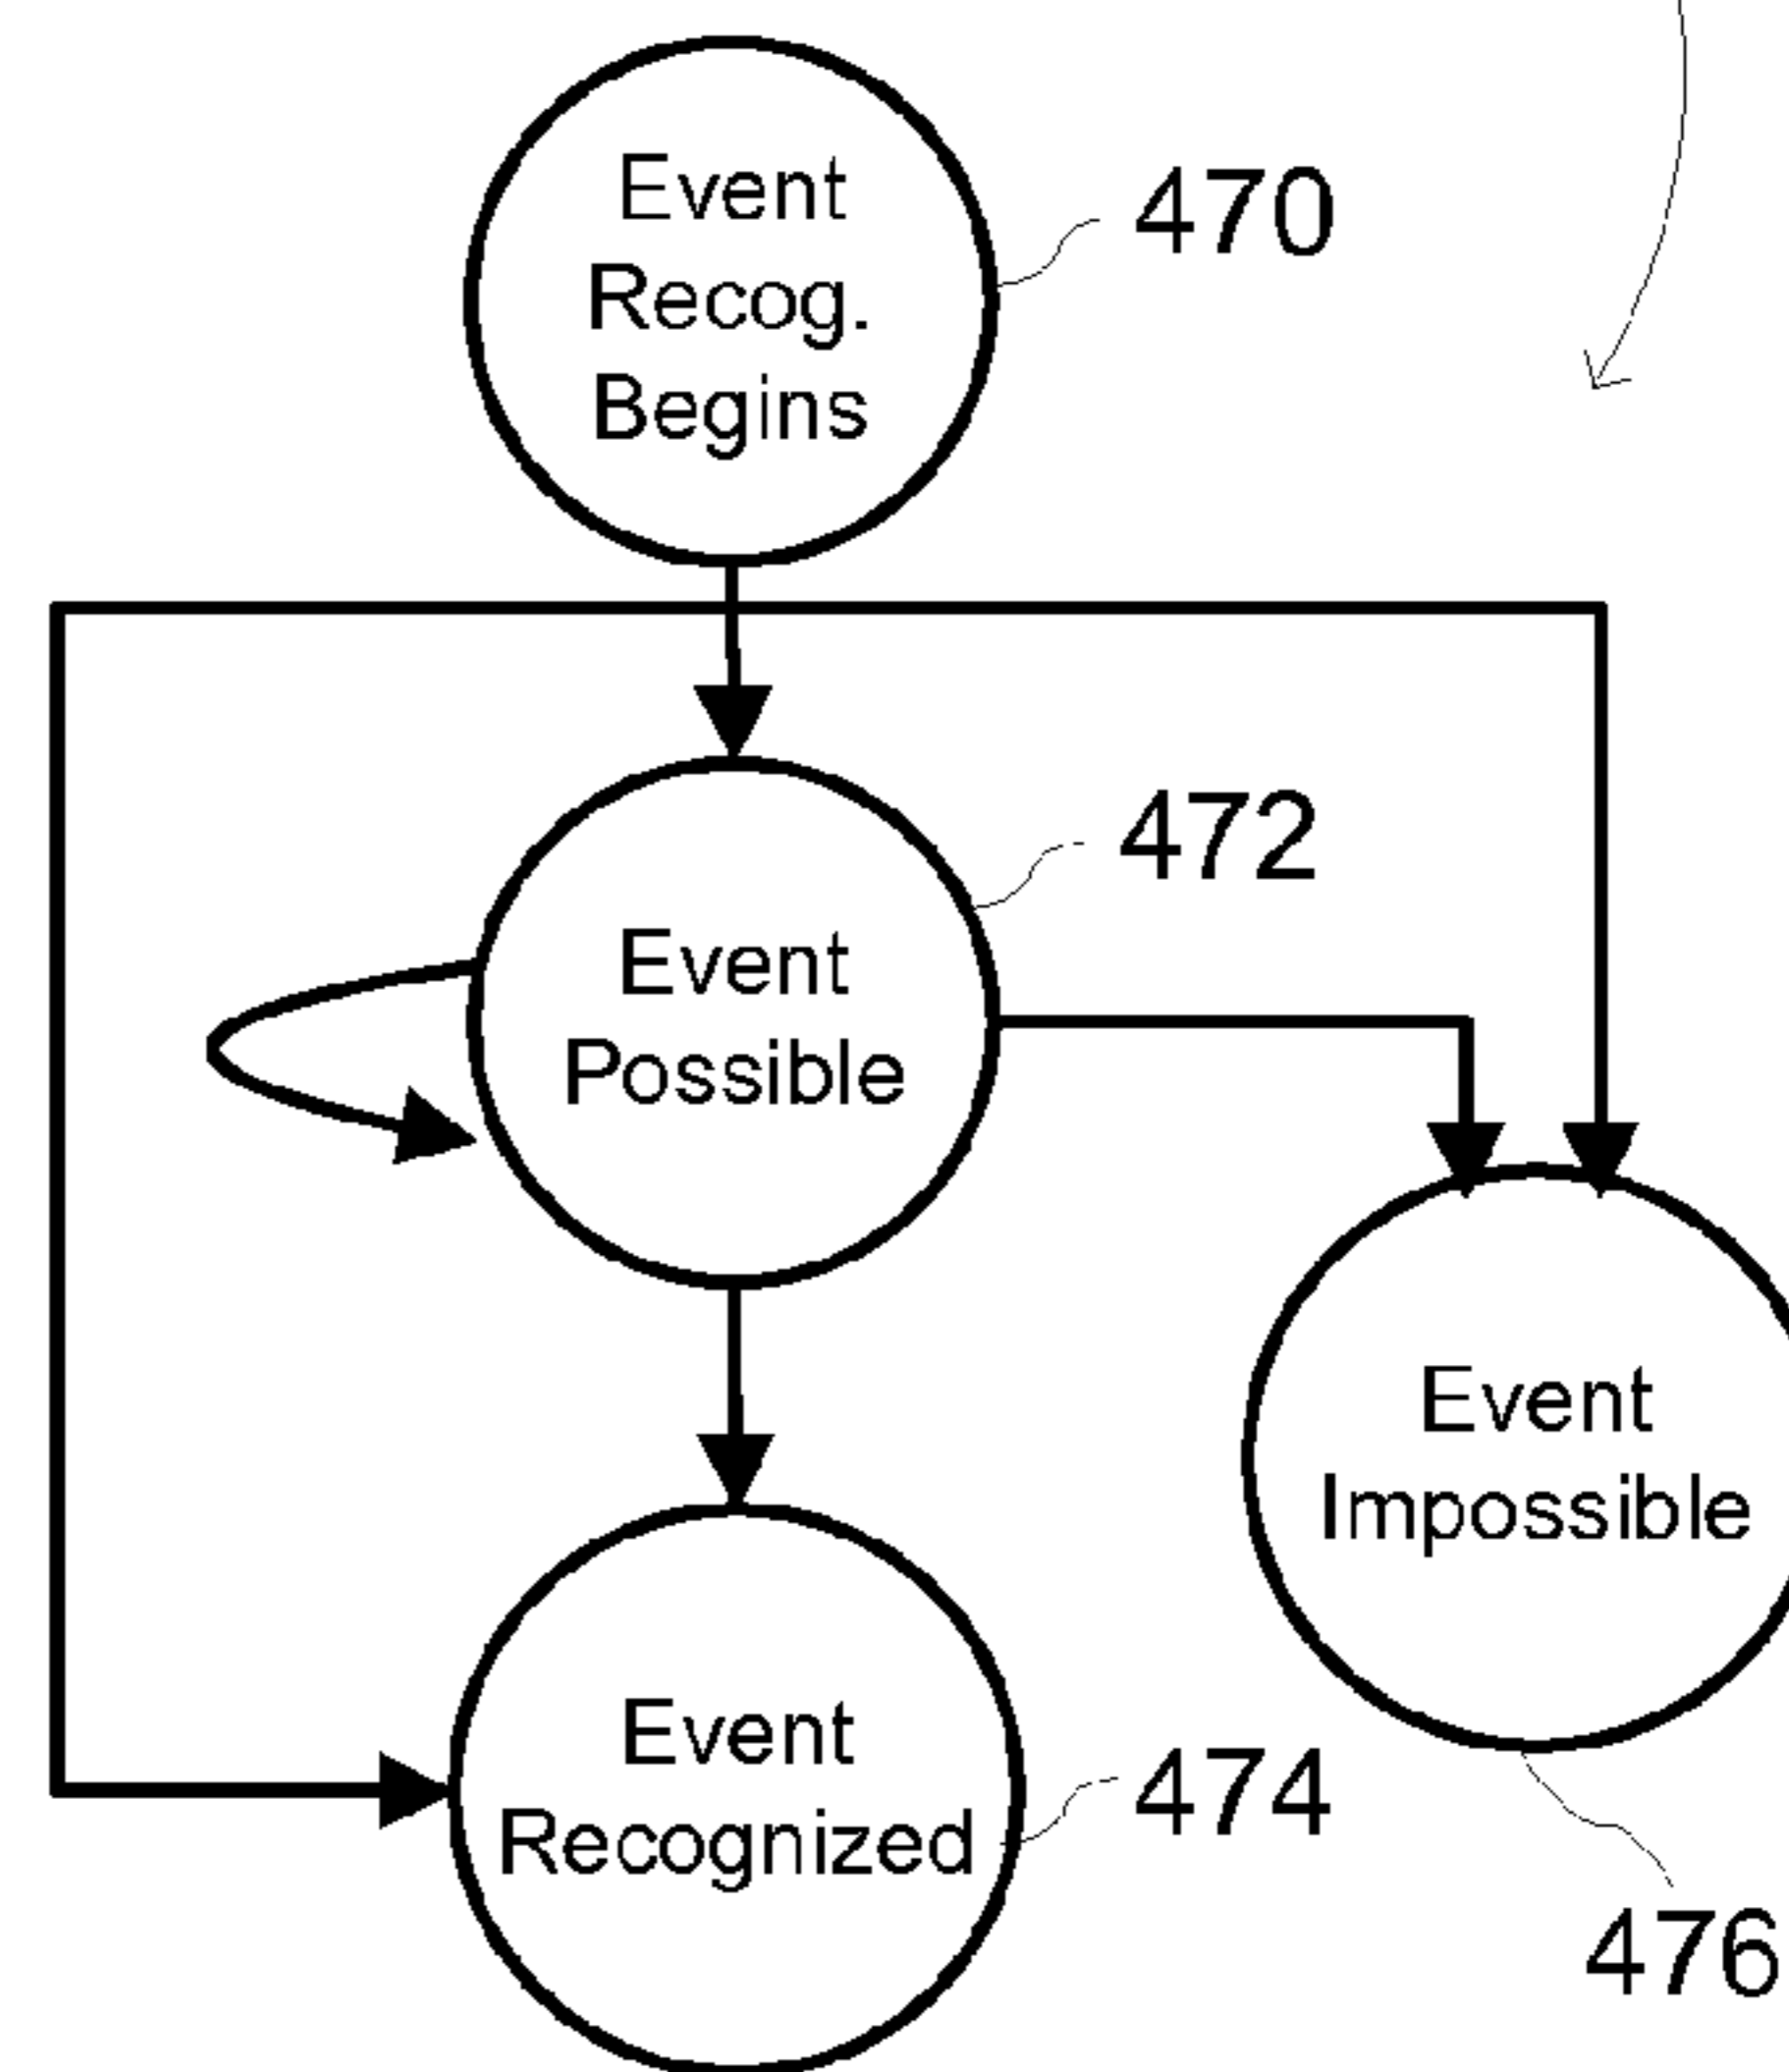 Event
Recog.
Begins
470
472
Event
Possible
Event
Impossible
Event
Recognized
474
476